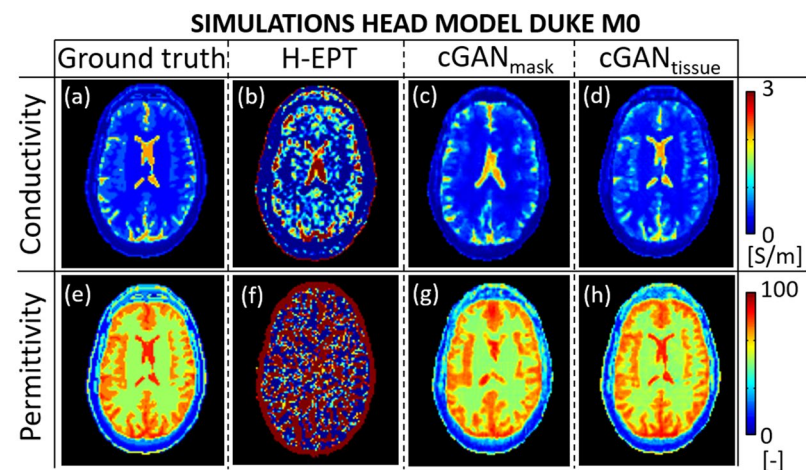 SIMULATIONS HEAD MODEL DUKE M0
Ground truth H-EPT cGANmask cGANtissue
Conductivity
(a) (b) (c) (d)
3
0
[S/m]
Permittivity
(e) (f) (g) (h)
100
0
[-]